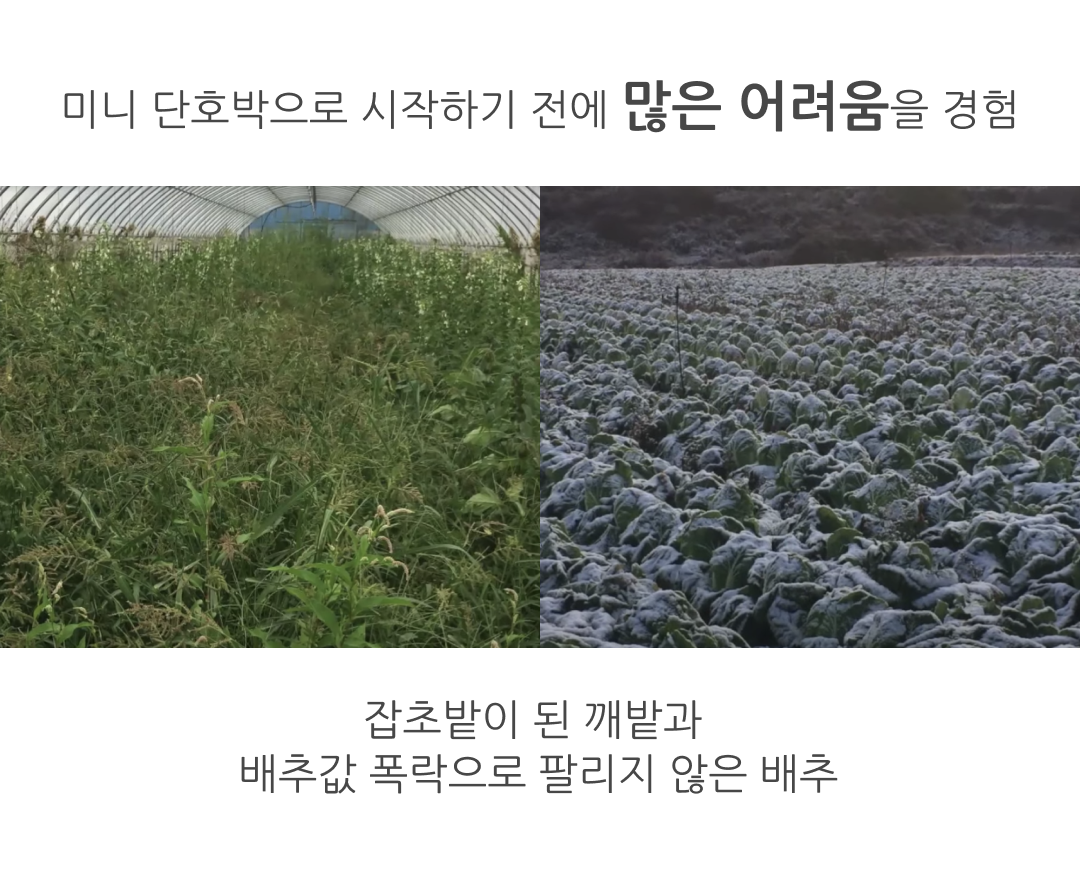 미니 단호박으로 시작하기 전에 많은 어려움을 경험
잡초밭이 된 깨밭과
배추값 폭락으로 팔리지 않은 배추